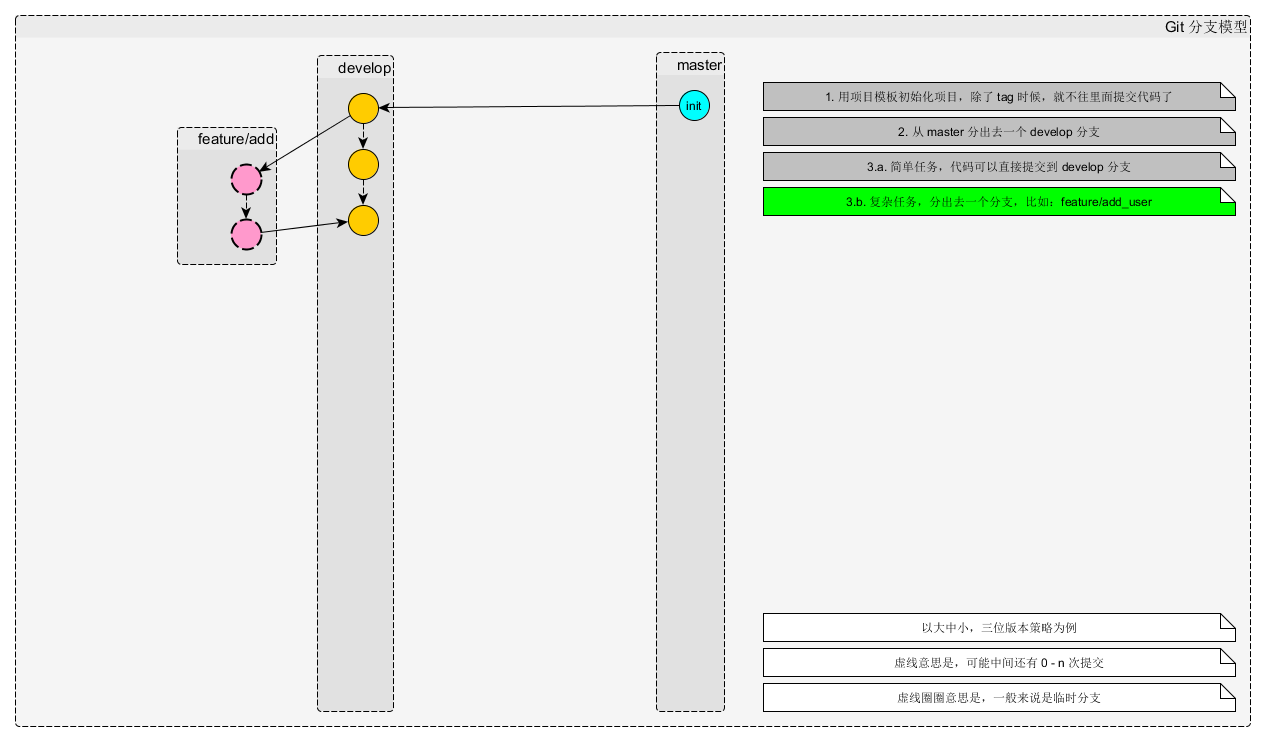 Git 分支模型
develop
master
init
feature/add
1. 用项目模板初始化项目，除了 tag 时候，就不往里面提交代码了
2. 从 master 分出去一个 develop 分支
3.a. 简单任务，代码可以直接提交到 develop 分支
3.b. 复杂任务，分出去一个分支，比如：feature/add_user
以大中小，三位版本策略为例
虚线意思是，可能中间还有 0 - n 次提交
虚线圈圈意思是，一般来说是临时分支